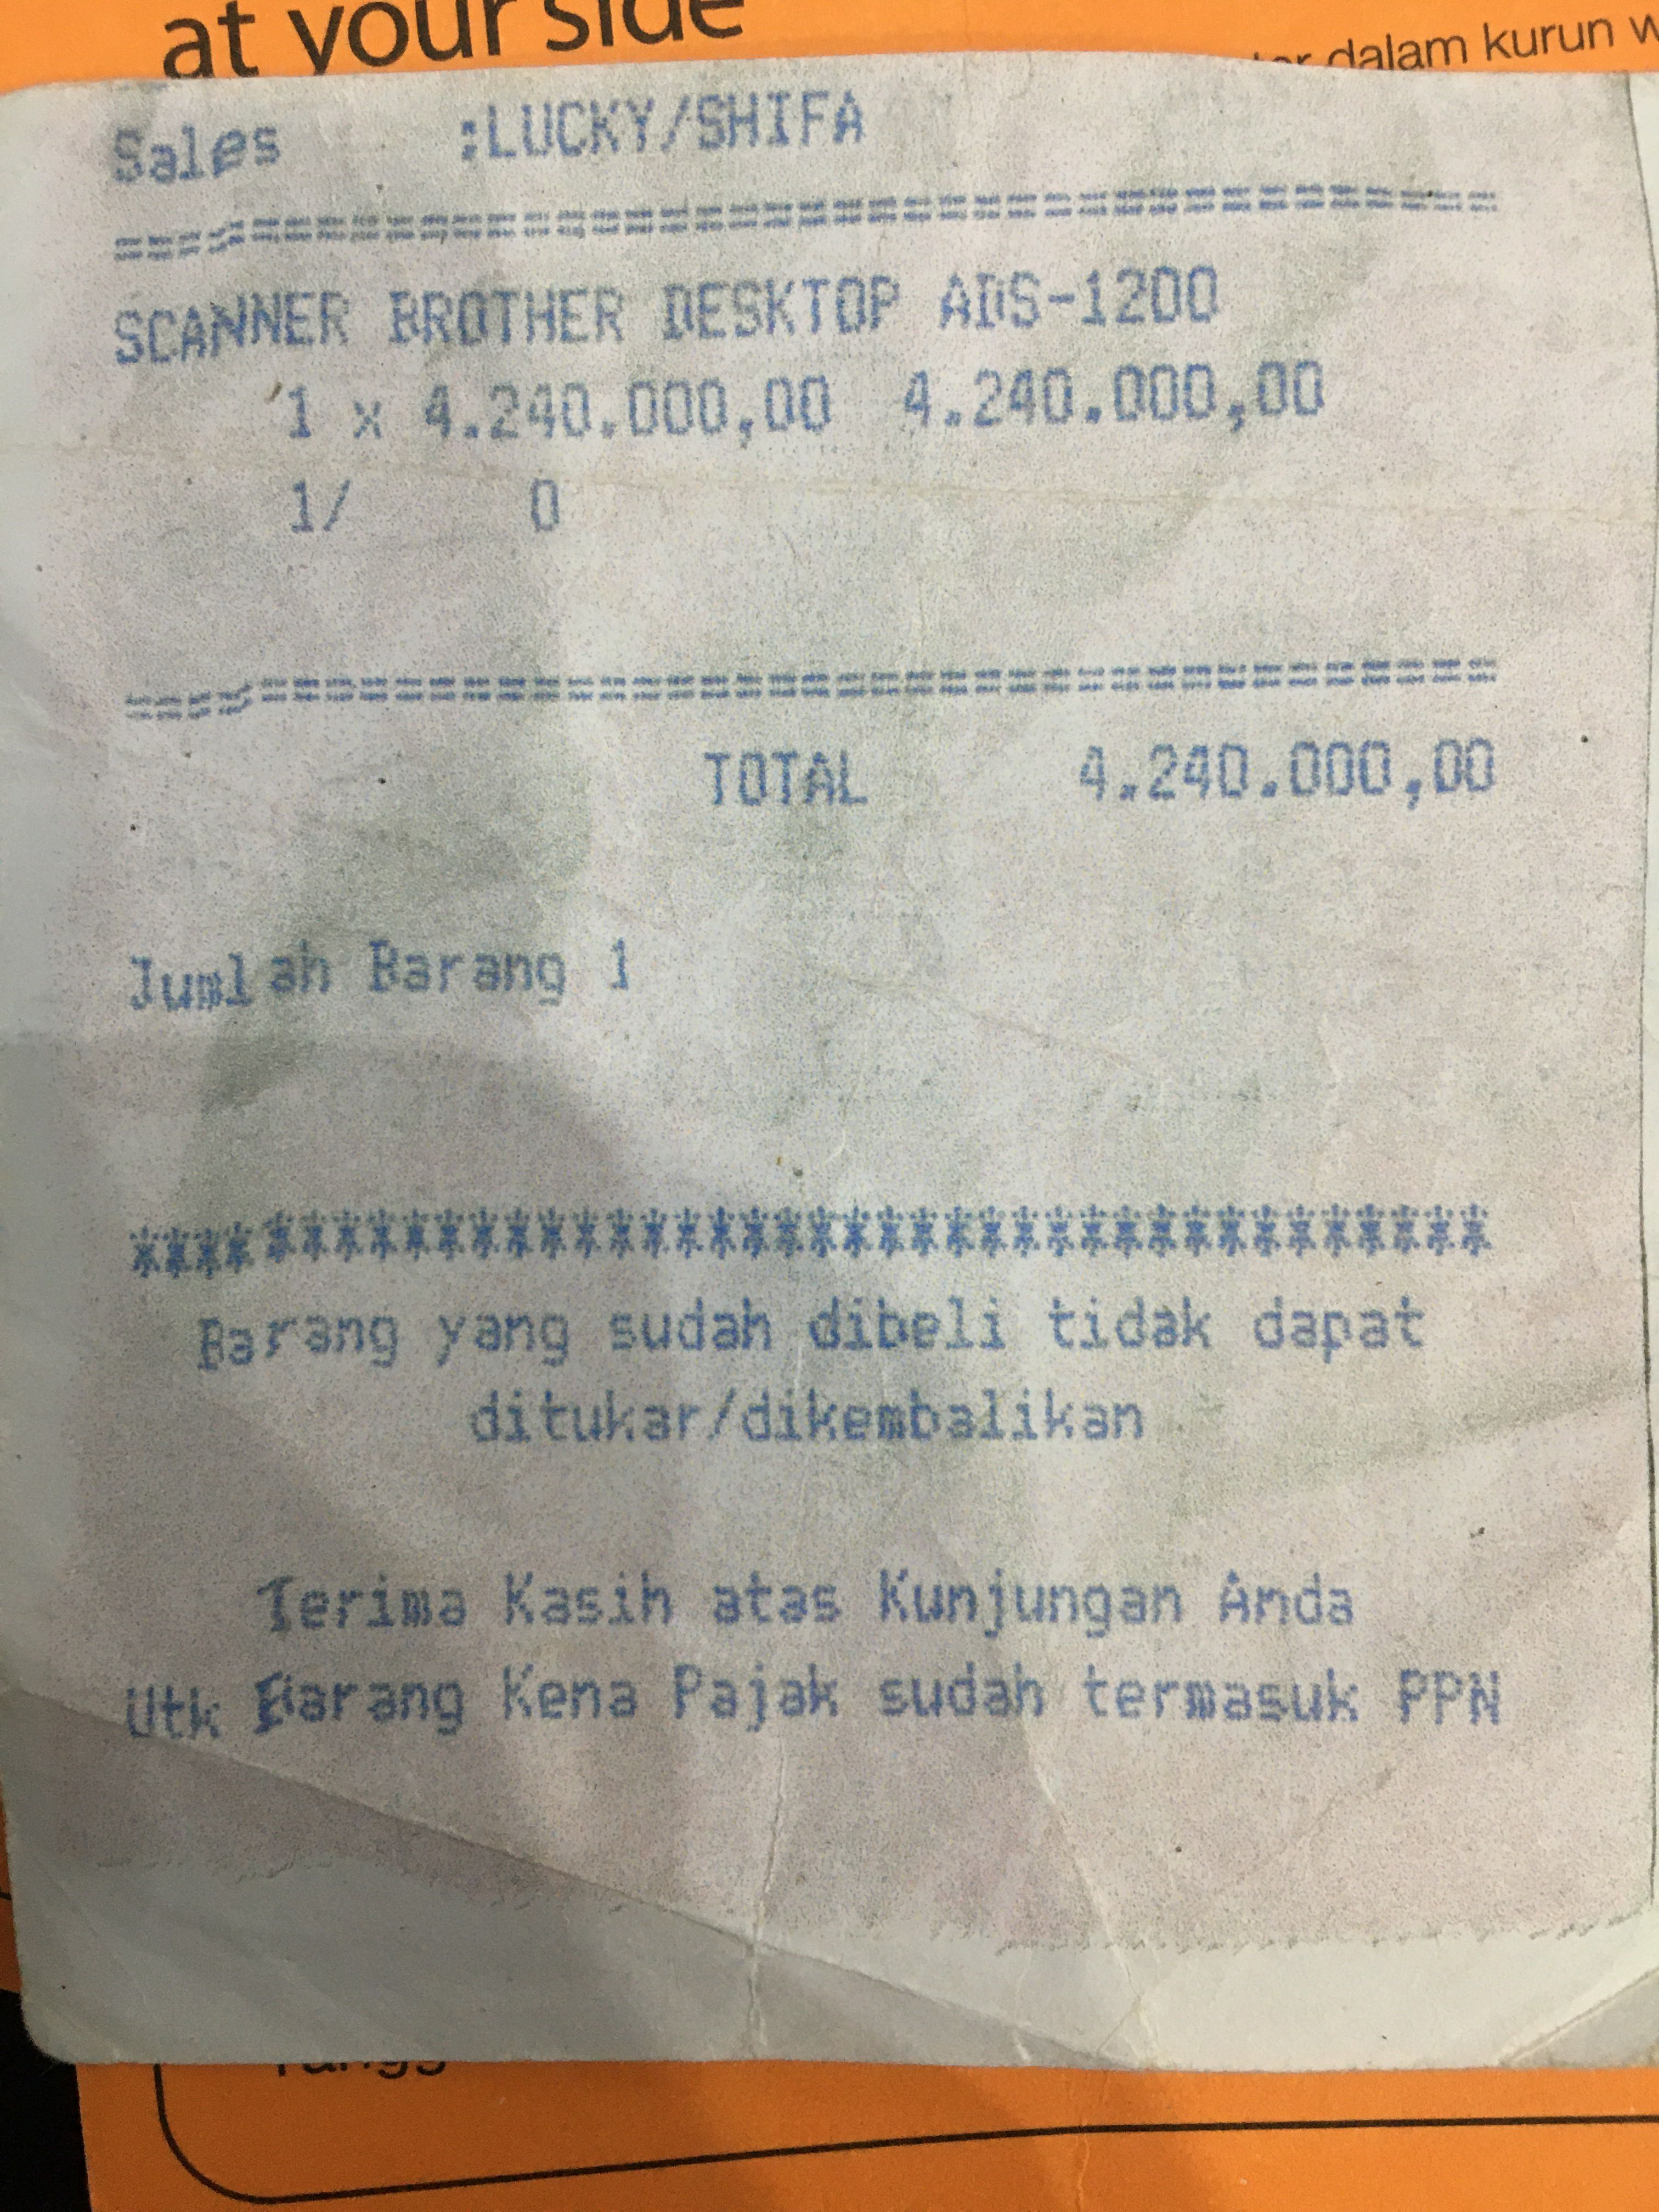 at your side
dalam kurun w
Sales :LUCKY/SHIFA
========================================
SCANNER BROTHER DESKTOP ADS-1200
1 x 4.240.000,00 4.240.000,00
1/ 0
========================================
TOTAL 4.240.000,00
Jumlah Barang 1
****************************************
Barang yang sudah dibeli tidak dapat
ditukar/dikembalikan
Terima Kasih atas Kunjungan Anda
Utk Barang Kena Pajak sudah termasuk PPN